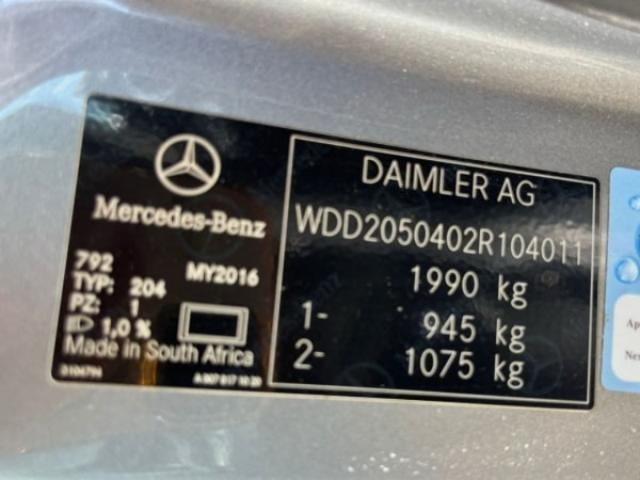 Mercedes-Benz
792
MY2016
TYP: 204
PZ: 1
1,0 %
Made in South Africa
DAIMLER AG
WDD2050402R104011
1990 kg
1- 945 kg
2- 1075 kg